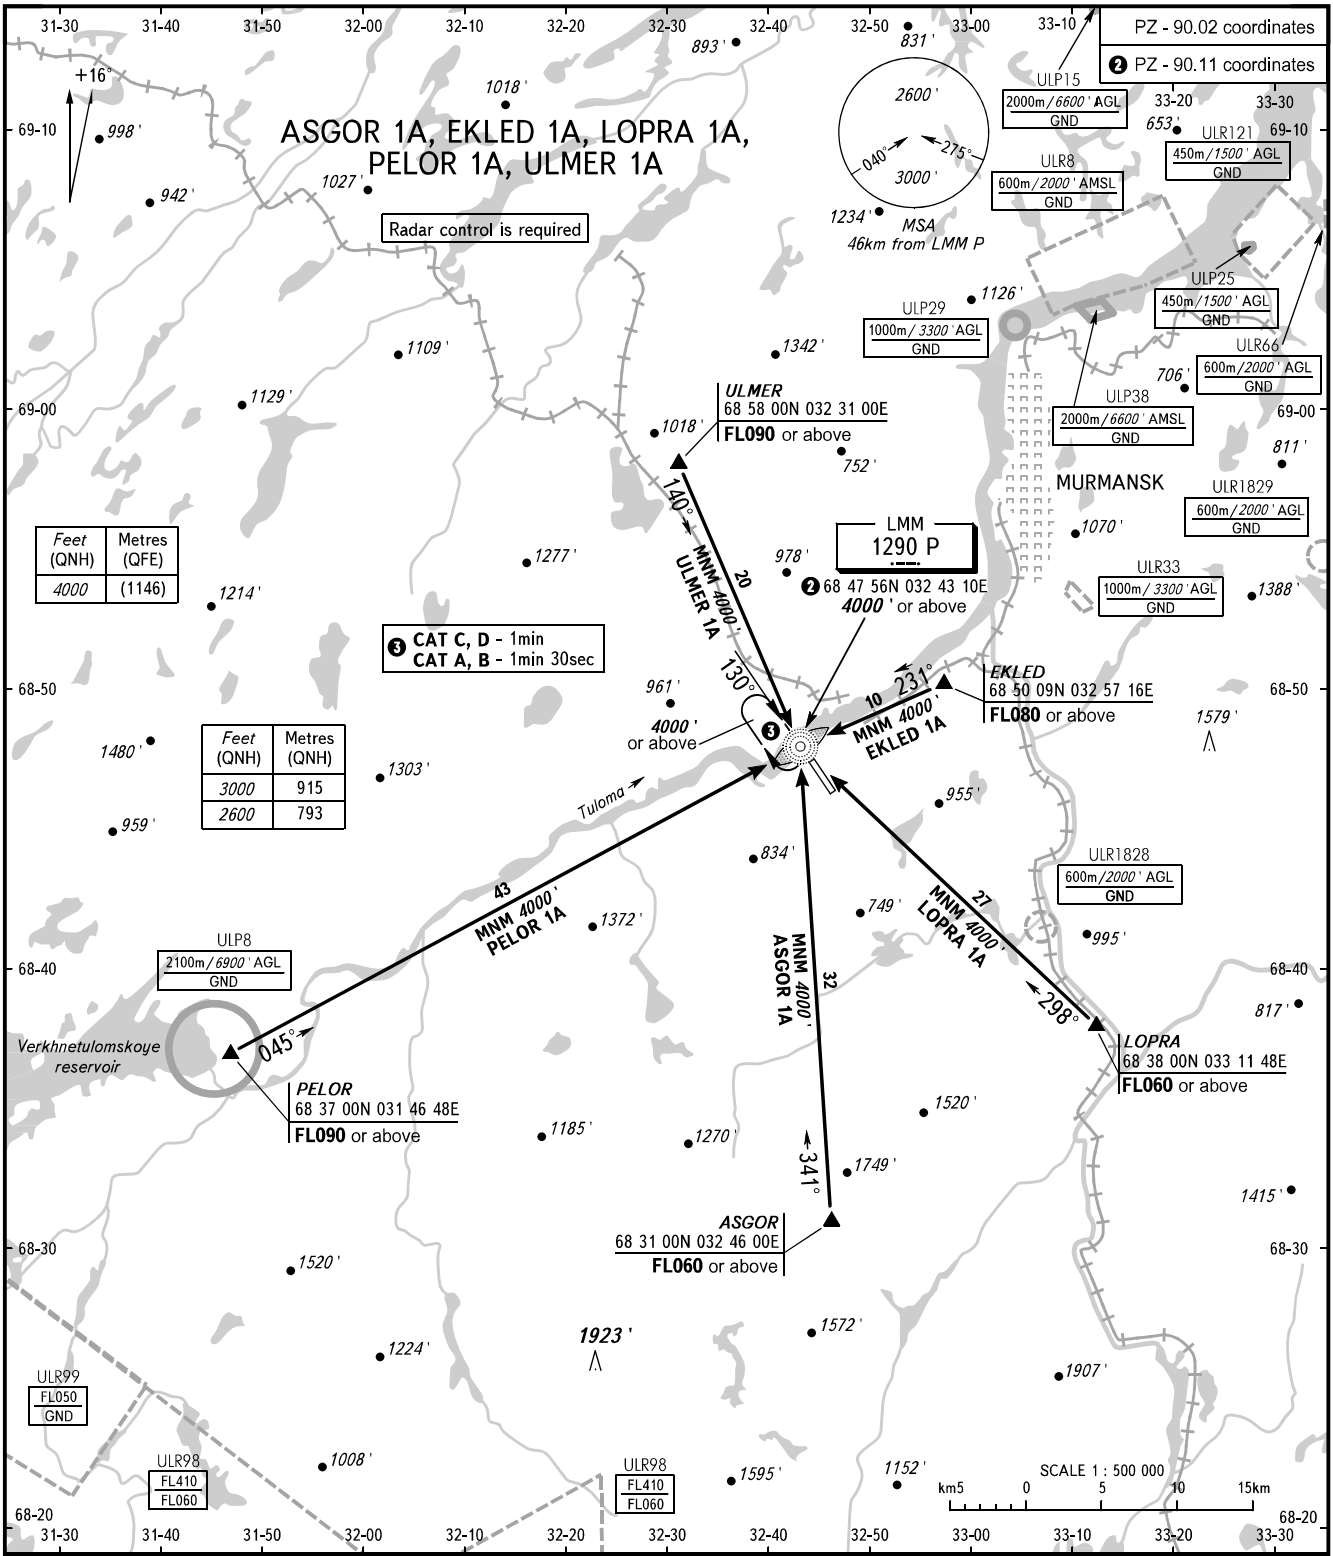 31-30 31-40 31-50 32-00 32-10 32-20 32-30 32-40 32-50 33-00 33-10
PZ - 90.02 coordinates
2 PZ - 90.11 coordinates
893 '
831 '
+16°
998 '
69-10
1018 '
ASGOR 1A, EKLED 1A, LOPRA 1A,
PELOR 1A, ULMER 1A
1027 '
942 '
Radar control is required
2600 '
040° 275°
3000 '
1234 '
MSA
46km from LMM P
ULP15
2000m/6600 ' AGL
GND
33-20 33-30
653 '
69-10
ULR121
450m/1500 ' AGL
GND
ULR8
600m/2000 ' AMSL
GND
ULP25
450m/1500 ' AGL
GND
1126 '
ULP29
1000m/3300 ' AGL
GND
ULR66
600m/2000 ' AGL
GND
706 '
1109 '
1342 '
1129 '
69-00
69-00
ULP38
2000m/6600 ' AMSL
GND
811 '
ULMER
68 58 00N 032 31 00E
FL090 or above
1018 '
752 '
MURMANSK
ULR1829
600m/2000 ' AGL
GND
1070 '
140°
MNM 4000 '
ULMER 1A
20
LMM
1290 P
2 68 47 56N 032 43 10E
4000 ' or above
978 '
1277 '
Feet
(QNH)
Metres
(QFE)
4000 (1146)
1214 '
ULR33
1000m/3300 ' AGL
GND
1388 '
3 CAT C, D - 1min
CAT A, B - 1min 30sec
130°
231°
10
MNM 4000 '
EKLED 1A
EKLED
68 50 09N 032 57 16E
FL080 or above
68-50
68-50
961 '
4000 '
or above
3
1579 '
1480 '
Feet
(QNH)
Metres
(QNH)
3000 915
2600 793
1303 '
Tuloma
959 '
955 '
834 '
ULR1828
600m/2000 ' AGL
GND
43
MNM 4000 '
PELOR 1A
1372 '
749 '
27
MNM 4000 '
LOPRA 1A
995 '
32
MNM 4000 '
ASGOR 1A
ULP8
2100m/6900 ' AGL
GND
68-40
68-40
817 '
298°
Verkhnetulomskoye
reservoir
045°
LOPRA
68 38 00N 033 11 48E
FL060 or above
PELOR
68 37 00N 031 46 48E
FL090 or above
1520 '
1185 '
1270 '
1749 '
341°
1415 '
ASGOR
68 31 00N 032 46 00E
FL060 or above
68-30
68-30
1520 '
1923 '
1572 '
1224 '
1907 '
ULR99
FL050
GND
ULR98
FL410
FL060
1008 '
ULR98
FL410
FL060
1595 '
1152 '
SCALE 1 : 500 000
km5 0 5 10 15km
68-20
68-20
31-30 31-40 31-50 32-00 32-10 32-20 32-30 32-40 32-50 33-00 33-10 33-20 33-30